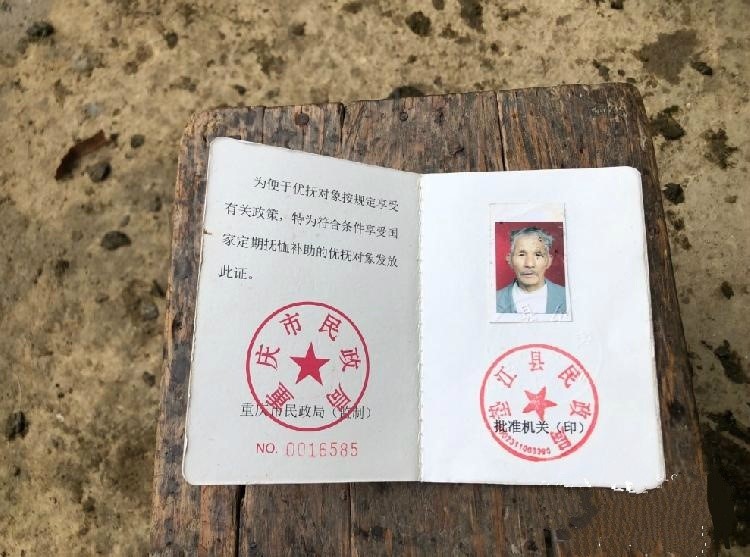 为便于优抚对象按规定享受
有关政策，特为符合条件享受国
家定期抚恤补助的优抚对象发放
此证。
重庆市民政局
重庆市民政局（监制）
NO. 0016585
垫江县民政局
批准机关（印）